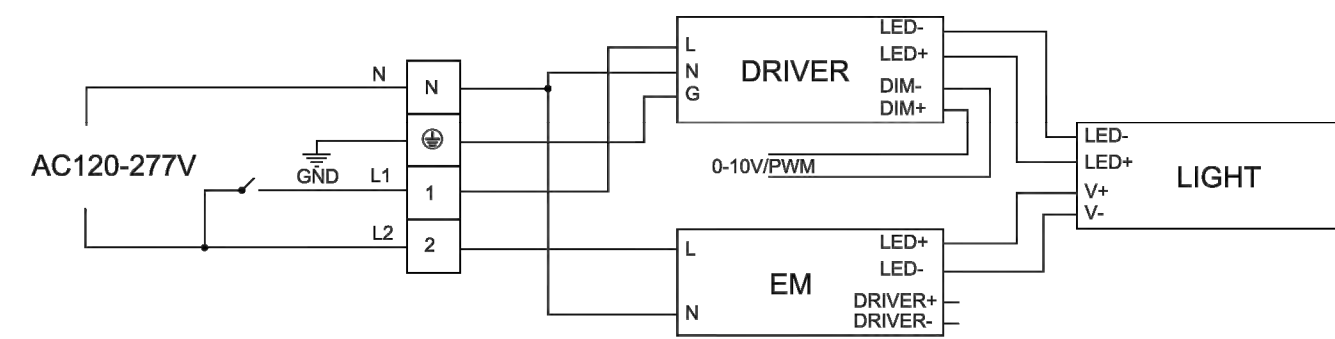 AC120-277V
N
GND
L1
L2
N
1
2
L
N
G
DRIVER
LED-
LED+
DIM-
DIM+
0-10V/PWM
L
N
EM
LED+
LED-
DRIVER+
DRIVER-
LED-
LED+
V+
V-
LIGHT